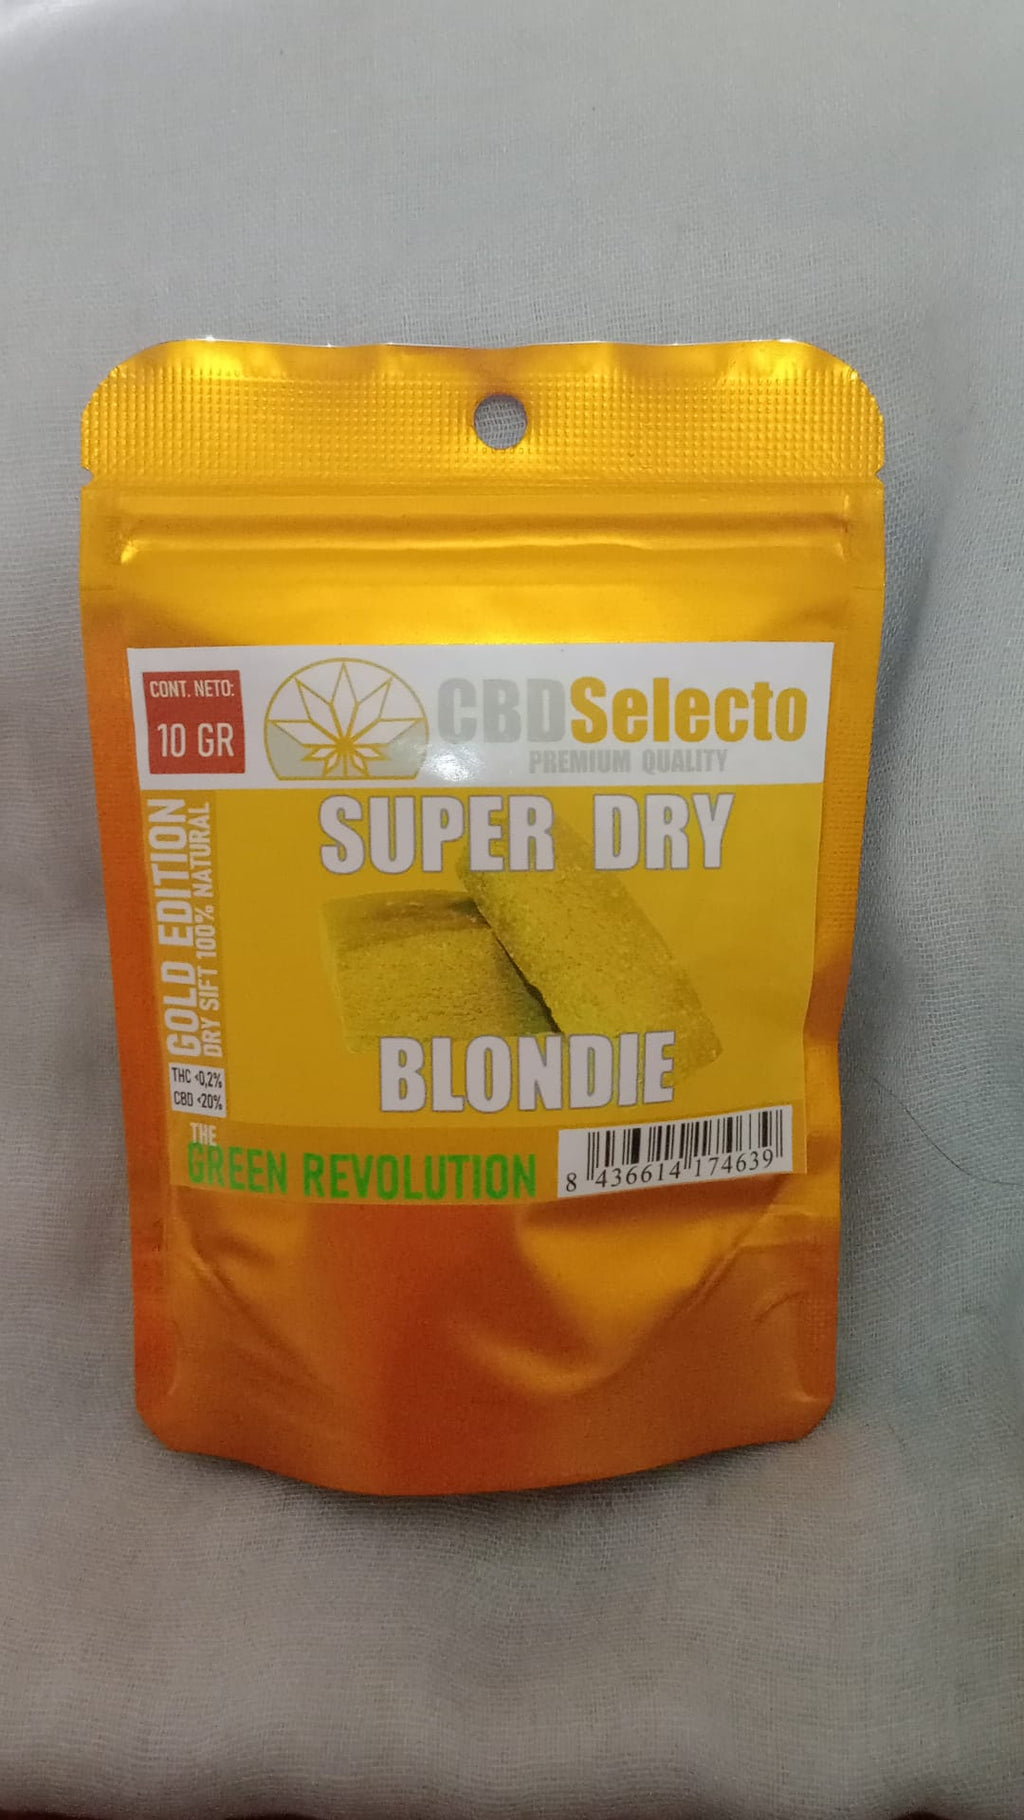 CONT. NETO:
10 GR
CBDSelecto
PREMIUM QUALITY
SUPER DRY
BLONDIE
GOLD EDITION
DRY SIFT 100% NATURAL
THC <0,2%
CBD <20%
THE
GREEN REVOLUTION
8 436614 174639